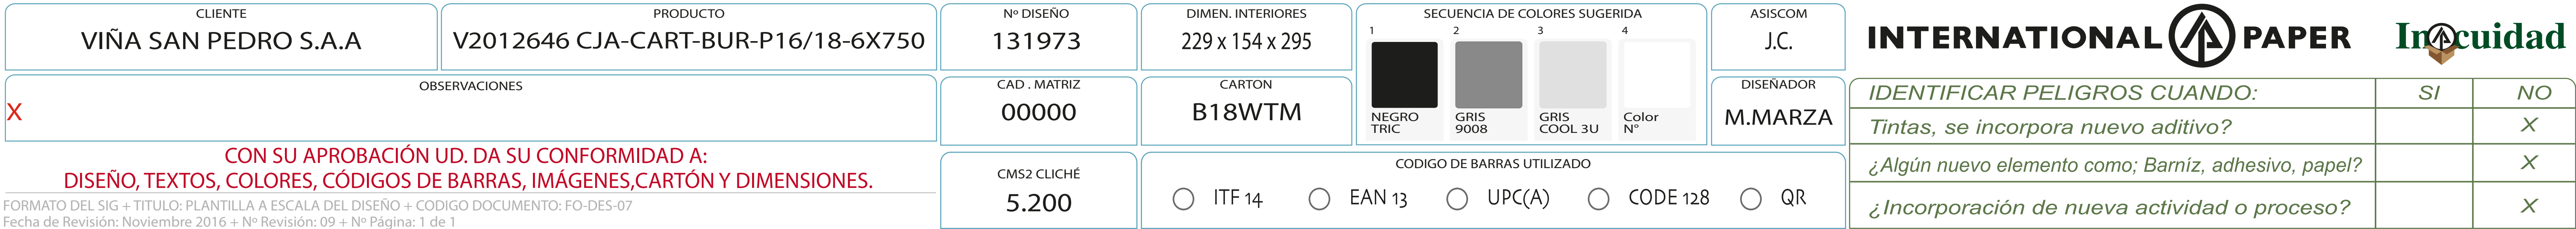 CLIENTE
VIÑA SAN PEDRO S.A.A
PRODUCTO
V2012646 CJA-CART-BUR-P16/18-6X750
Nº DISEÑO
131973
DIMEN. INTERIORES
229 x 154 x 295
SECUENCIA DE COLORES SUGERIDA
1
NEGRO
TRIC
2
GRIS
9008
3
GRIS
COOL 3U
4
Color
N°
ASISCOM
J.C.
OBSERVACIONES
X
CAD . MATRIZ
00000
CARTON
B18WTM
DISEÑADOR
M.MARZA
CON SU APROBACIÓN UD. DA SU CONFORMIDAD A:
DISEÑO, TEXTOS, COLORES, CÓDIGOS DE BARRAS, IMÁGENES,CARTÓN Y DIMENSIONES.
FORMATO DEL SIG + TITULO: PLANTILLA A ESCALA DEL DISEÑO + CODIGO DOCUMENTO: FO-DES-07
Fecha de Revisión: Noviembre 2016 + Nº Revisión: 09 + Nº Página: 1 de 1
CMS2 CLICHÉ
5.200
CODIGO DE BARRAS UTILIZADO
ITF 14 EAN 13 UPC(A) CODE 128 QR
INTERNATIONAL PAPER
Inocuidad
IDENTIFICAR PELIGROS CUANDO: SI NO
Tintas, se incorpora nuevo aditivo? X
¿Algún nuevo elemento como; Barníz, adhesivo, papel? X
¿Incorporación de nueva actividad o proceso? X